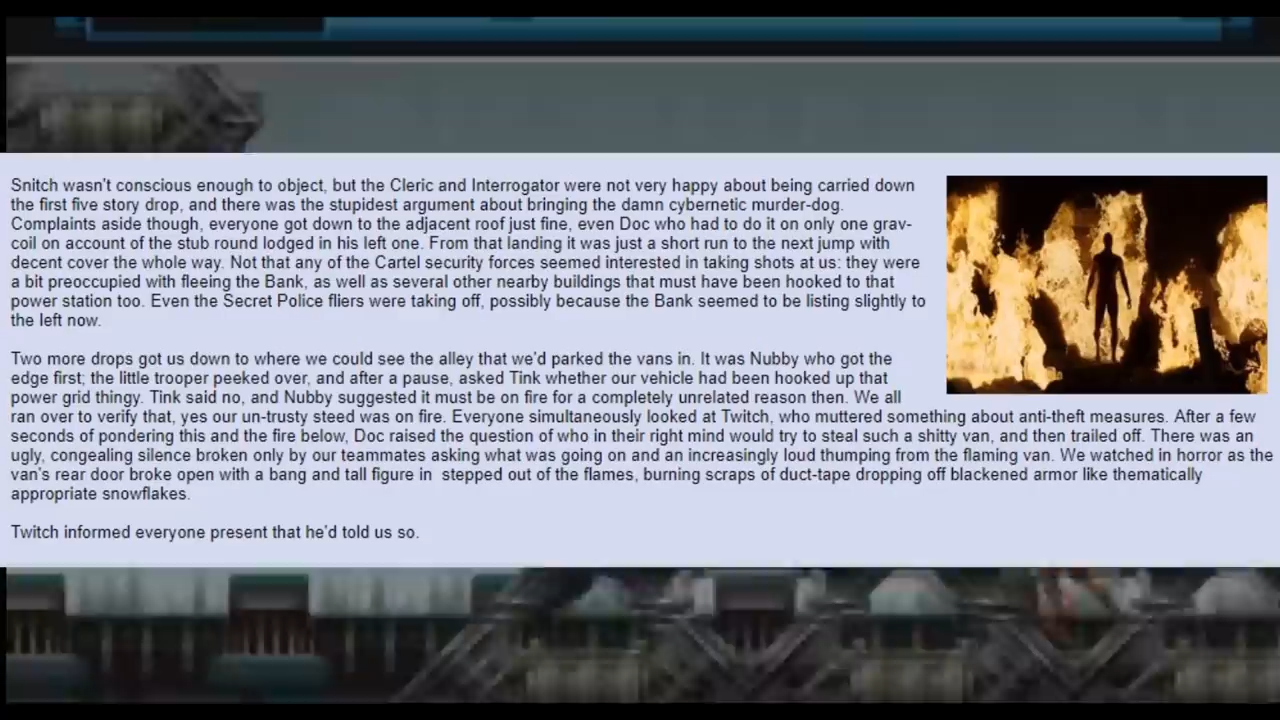 Snitch wasn't conscious enough to object, but the Cleric and Interrogator were not very happy about being carried down
the first five story drop, and there was the stupidest argument about bringing the damn cybernetic murder-dog.
Complaints aside though, everyone got down to the adjacent roof just fine, even Doc who had to do it on only one grav-
coil on account of the stub round lodged in his left one. From that landing it was just a short run to the next jump with
decent cover the whole way. Not that any of the Cartel security forces seemed interested in taking shots at us: they were
a bit preoccupied with fleeing the Bank, as well as several other nearby buildings that must have been hooked to that
power station too. Even the Secret Police fliers were taking off, possibly because the Bank seemed to be listing slightly to
the left now.
Two more drops got us down to where we could see the alley that we'd parked the vans in. It was Nubby who got the
edge first; the little trooper peeked over, and after a pause, asked Tink whether our vehicle had been hooked up that
power grid thingy. Tink said no, and Nubby suggested it must be on fire for a completely unrelated reason then. We all
ran over to verify that, yes our un-trusty steed was on fire. Everyone simultaneously looked at Twitch, who muttered something about anti-theft measures. After a few
seconds of pondering this and the fire below, Doc raised the question of who in their right mind would try to steal such a shitty van, and then trailed off. There was an
ugly, congealing silence broken only by our teammates asking what was going on and an increasingly loud thumping from the flaming van. We watched in horror as the
van's rear door broke open with a bang and tall figure in stepped out of the flames, burning scraps of duct-tape dropping off blackened armor like thematically
appropriate snowflakes.
Twitch informed everyone present that he'd told us so.